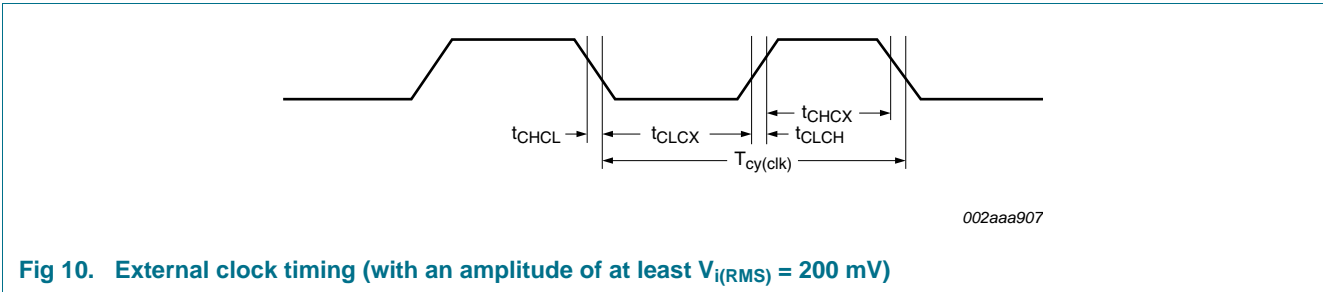 tCHCX
tCHCL tCLCX tCLCH
Tcy(clk)
002aaa907
Fig 10. External clock timing (with an amplitude of at least Vi(RMS) = 200 mV)